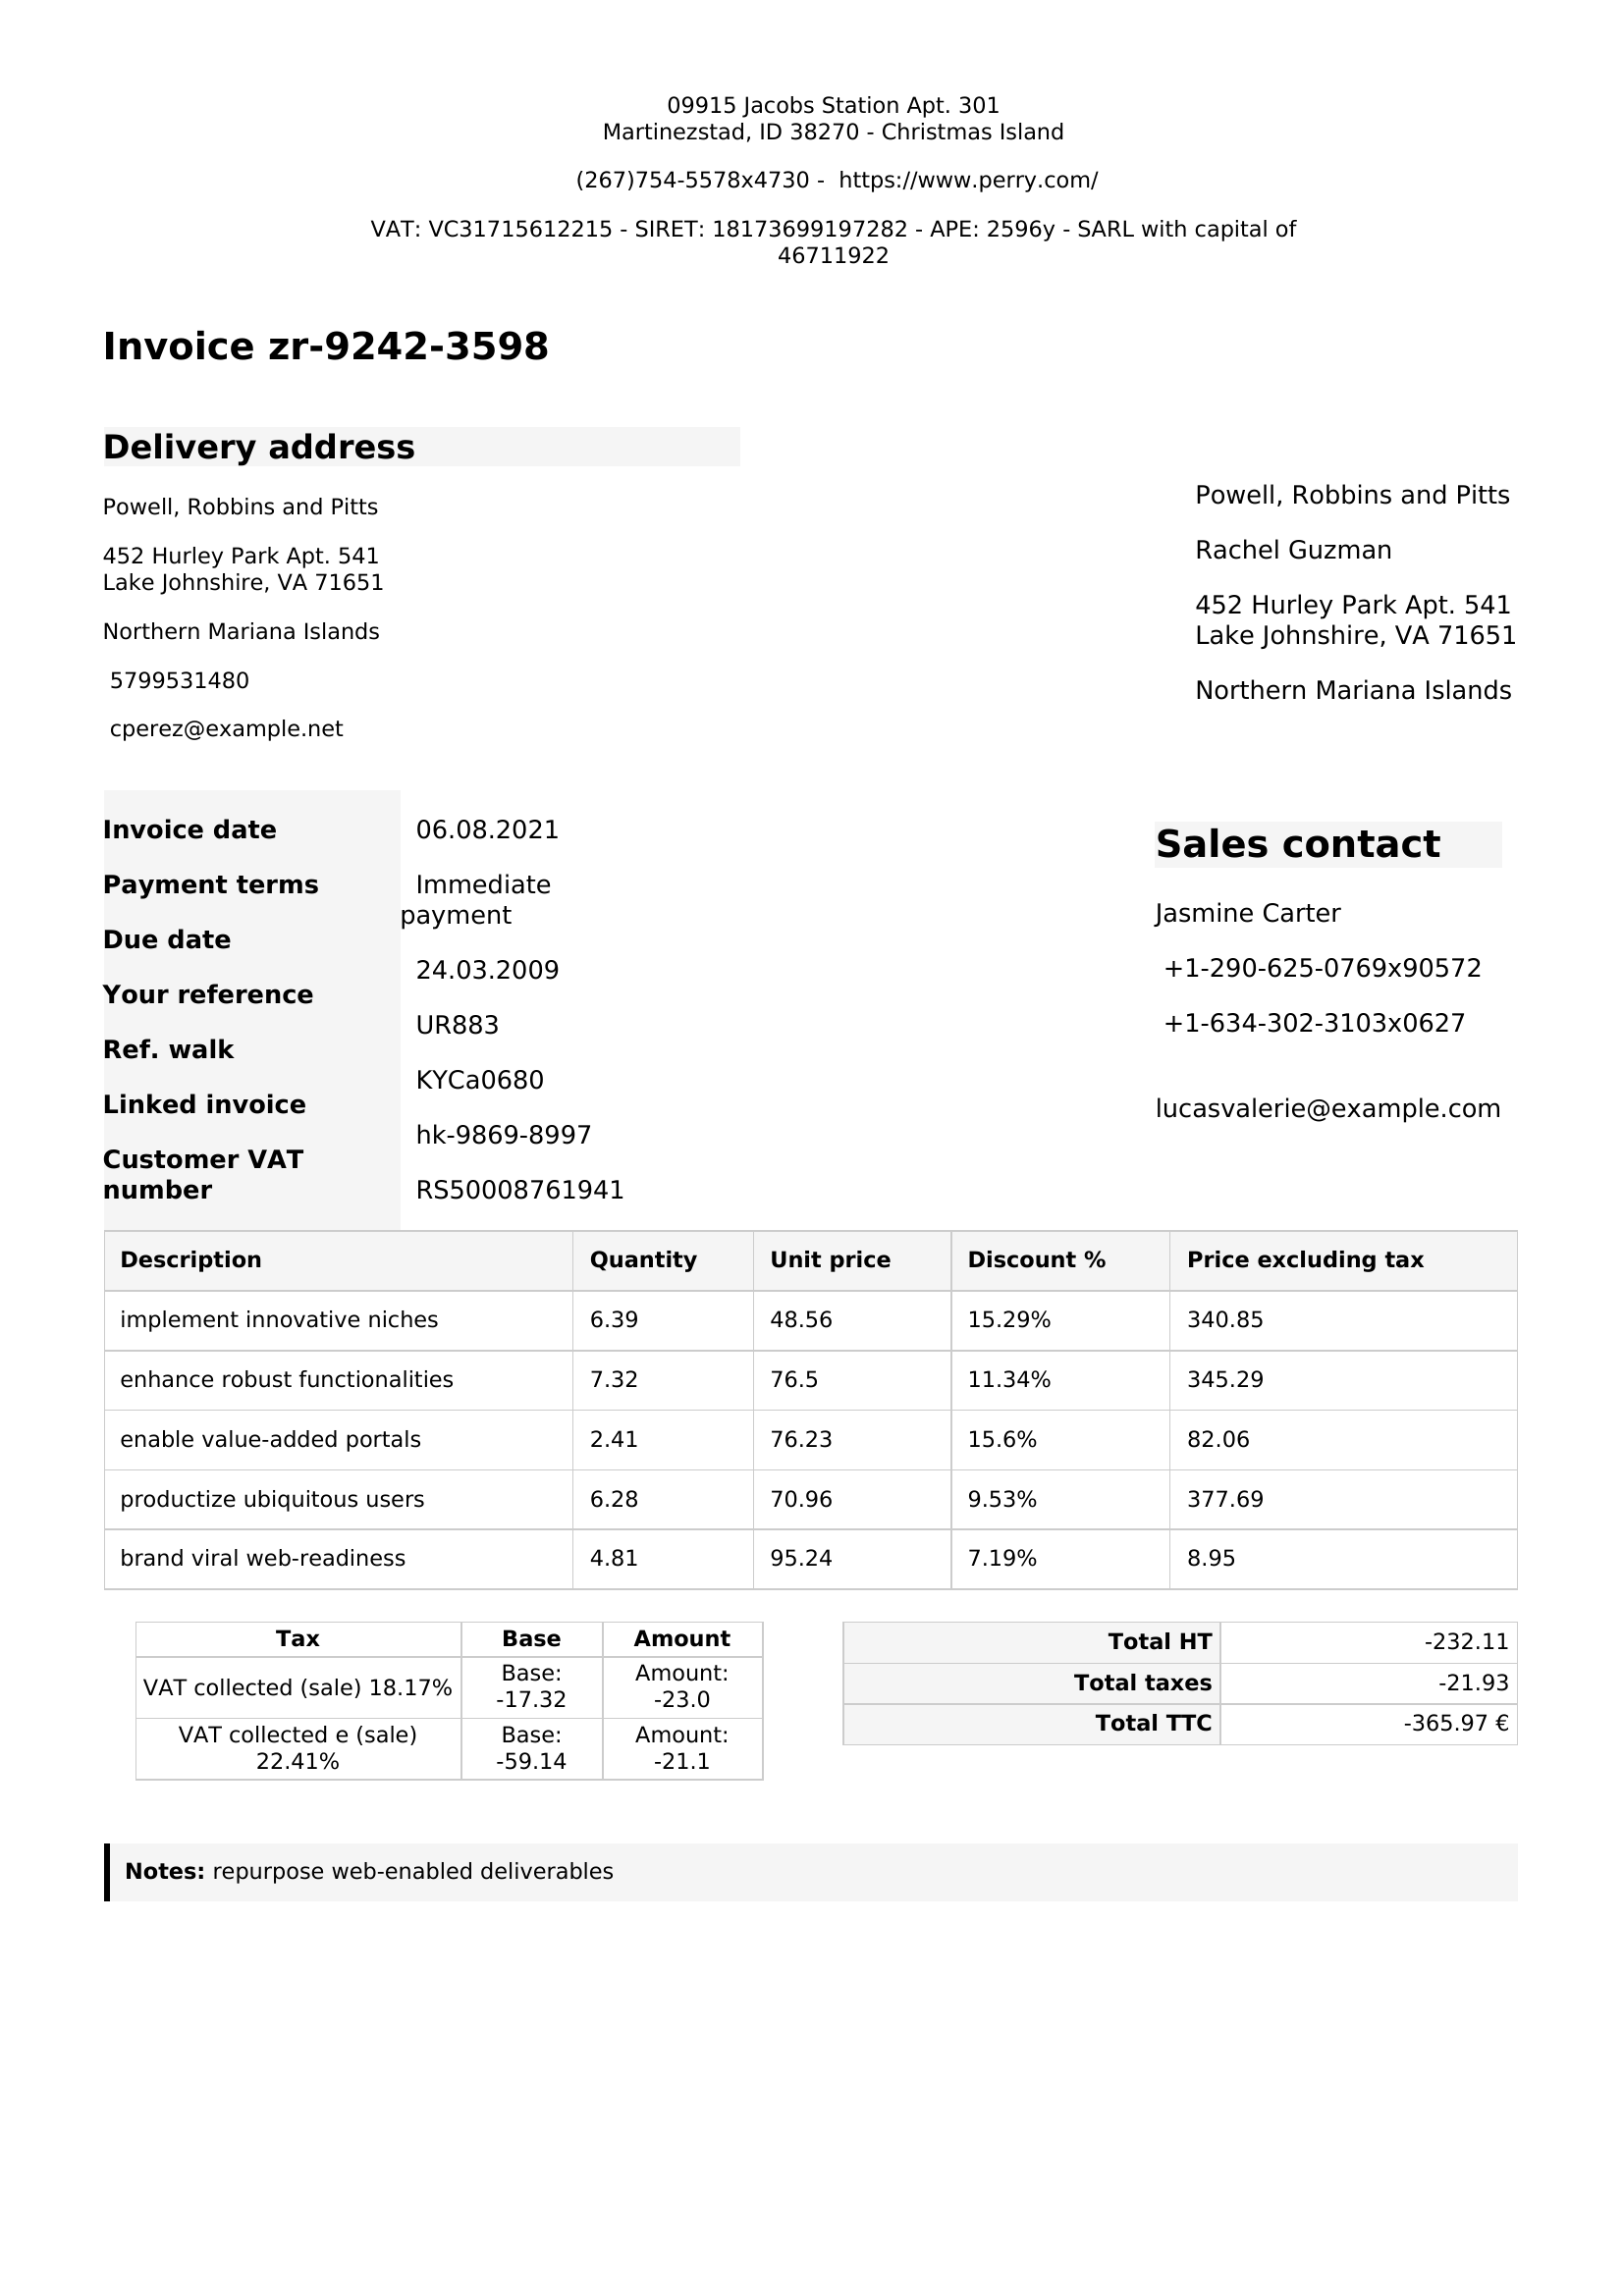 09915 Jacobs Station Apt. 301
Martinezstad, ID 38270 - Christmas Island
(267)754-5578x4730 - https://www.perry.com/
VAT: VC31715612215 - SIRET: 18173699197282 - APE: 2596y - SARL with capital of
46711922
Invoice zr-9242-3598
Delivery address
Powell, Robbins and Pitts
452 Hurley Park Apt. 541
Lake Johnshire, VA 71651
Northern Mariana Islands
5799531480
cperez@example.net
Powell, Robbins and Pitts
Rachel Guzman
452 Hurley Park Apt. 541
Lake Johnshire, VA 71651
Northern Mariana Islands
Invoice date
Payment terms
Due date
Your reference
Ref. walk
Linked invoice
Customer VAT
number
06.08.2021
Immediate
payment
24.03.2009
UR883
KYCa0680
hk-9869-8997
RS50008761941
Sales contact
Jasmine Carter
+1-290-625-0769x90572
+1-634-302-3103x0627
lucasvalerie@example.com
Description Quantity Unit price Discount % Price excluding tax
implement innovative niches 6.39 48.56 15.29% 340.85
enhance robust functionalities 7.32 76.5 11.34% 345.29
enable value-added portals 2.41 76.23 15.6% 82.06
productize ubiquitous users 6.28 70.96 9.53% 377.69
brand viral web-readiness 4.81 95.24 7.19% 8.95
Tax Base Amount
VAT collected (sale) 18.17% Base: -17.32 Amount: -23.0
VAT collected e (sale) 22.41% Base: -59.14 Amount: -21.1
Total HT -232.11
Total taxes -21.93
Total TTC -365.97 €
Notes: repurpose web-enabled deliverables